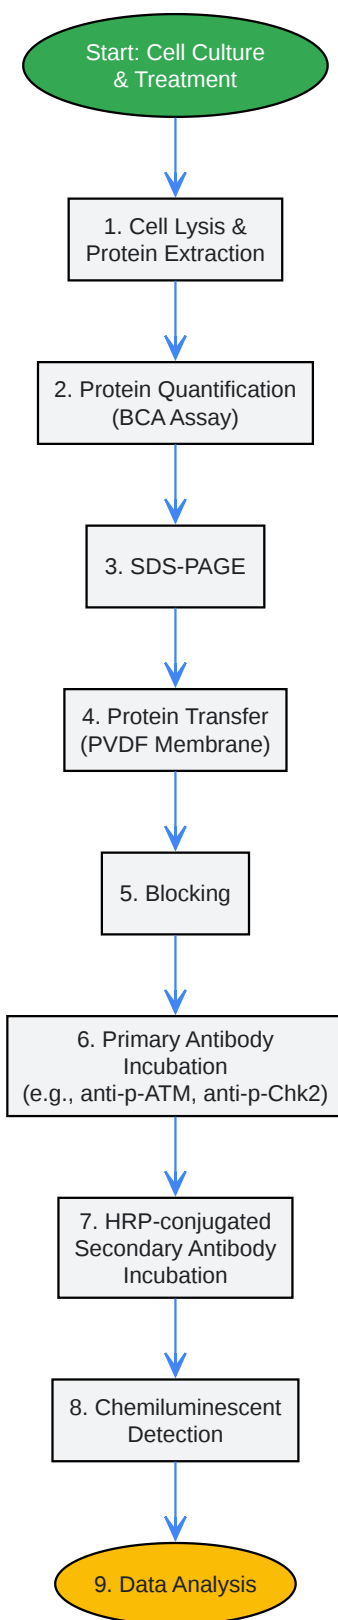 Start: Cell Culture
& Treatment
1. Cell Lysis &
Protein Extraction
2. Protein Quantification
(BCA Assay)
3. SDS-PAGE
4. Protein Transfer
(PVDF Membrane)
5. Blocking
6. Primary Antibody
Incubation
(e.g., anti-p-ATM, anti-p-Chk2)
7. HRP-conjugated
Secondary Antibody
Incubation
8. Chemiluminescent
Detection
9. Data Analysis